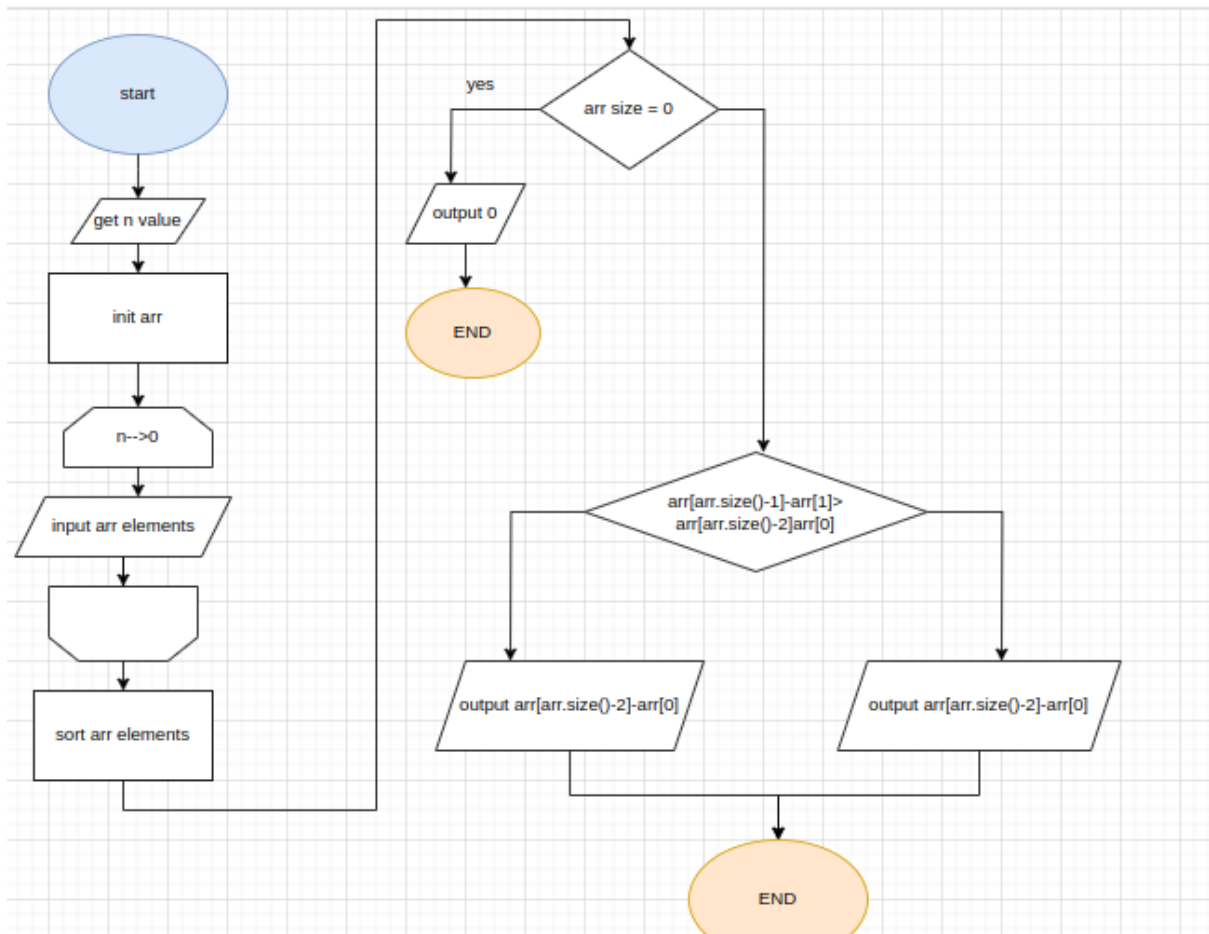 start
get n value
init arr
n-->0
input arr elements
sort arr elements
arr size = 0
yes
output 0
END
arr[arr.size()-1]-arr[1]>
arr[arr.size()-2]arr[0]
output arr[arr.size()-2]-arr[0]
output arr[arr.size()-2]-arr[0]
END